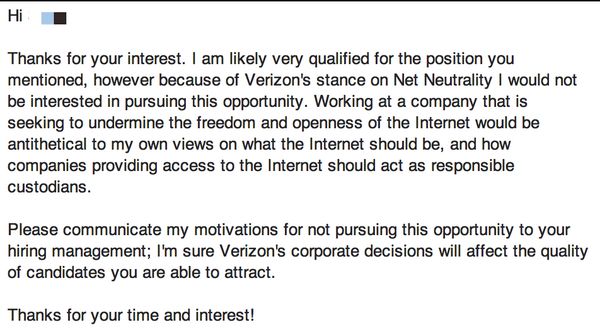 Hi
Thanks for your interest. I am likely very qualified for the position you
mentioned, however because of Verizon's stance on Net Neutrality I would not
be interested in pursuing this opportunity. Working at a company that is
seeking to undermine the freedom and openness of the Internet would be
antithetical to my own views on what the Internet should be, and how
companies providing access to the Internet should act as responsible
custodians.
Please communicate my motivations for not pursuing this opportunity to your
hiring management; I'm sure Verizon's corporate decisions will affect the quality
of candidates you are able to attract.
Thanks for your time and interest!